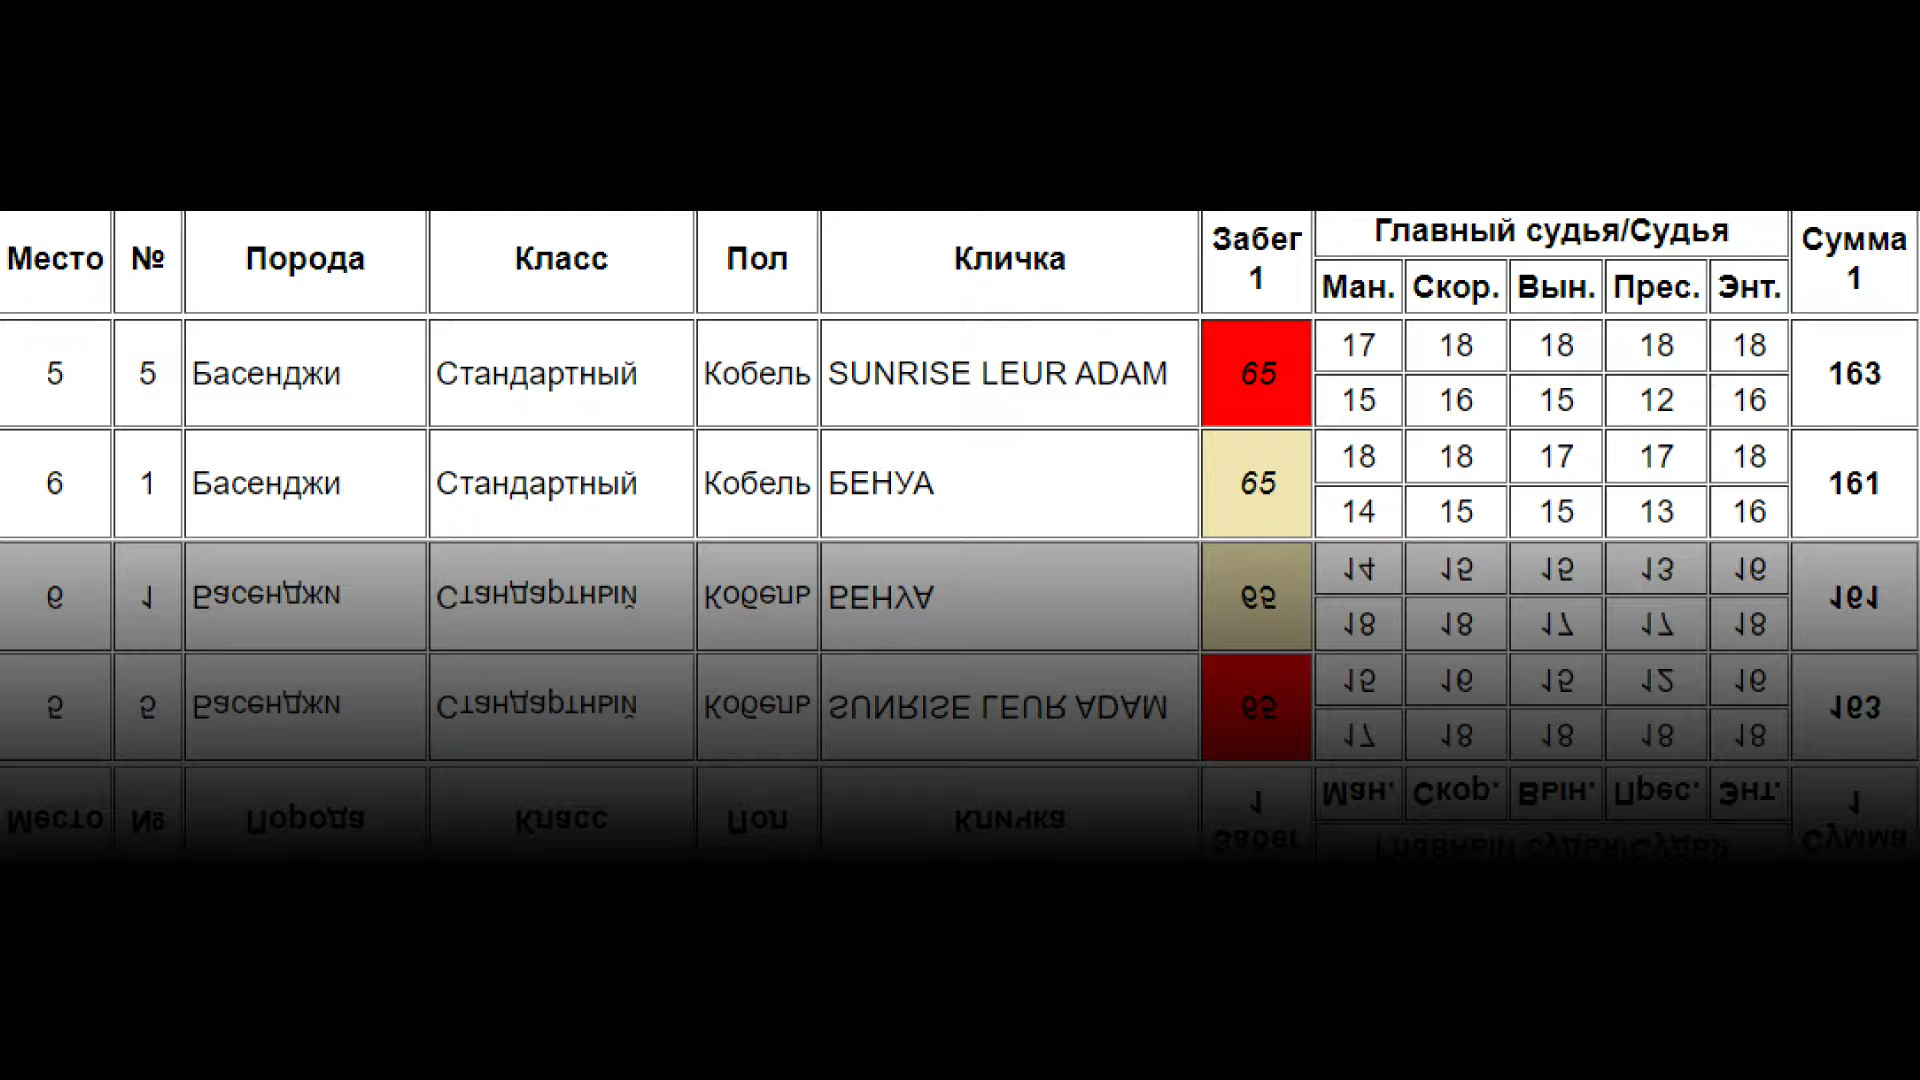 Место № Порода Класс Пол Кличка Забег 1 Главный судья/Судья Сумма 1
Ман. Скор. Вын. Прес. Энт.
5 5 Басенджи Стандартный Кобель SUNRISE LEUR ADAM 65 17 18 18 18 18 163
15 16 15 12 16
6 1 Басенджи Стандартный Кобель БЕНУА 65 18 18 17 17 18 161
14 15 15 13 16